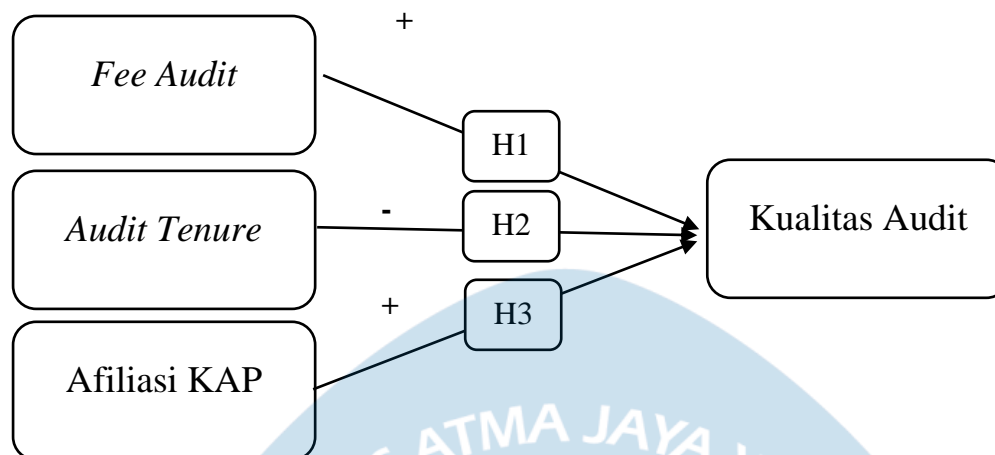 +
Fee Audit
H1
Audit Tenure
-
H2
Kualitas Audit
+
H3
Afiliasi KAP
ATMA JAYA